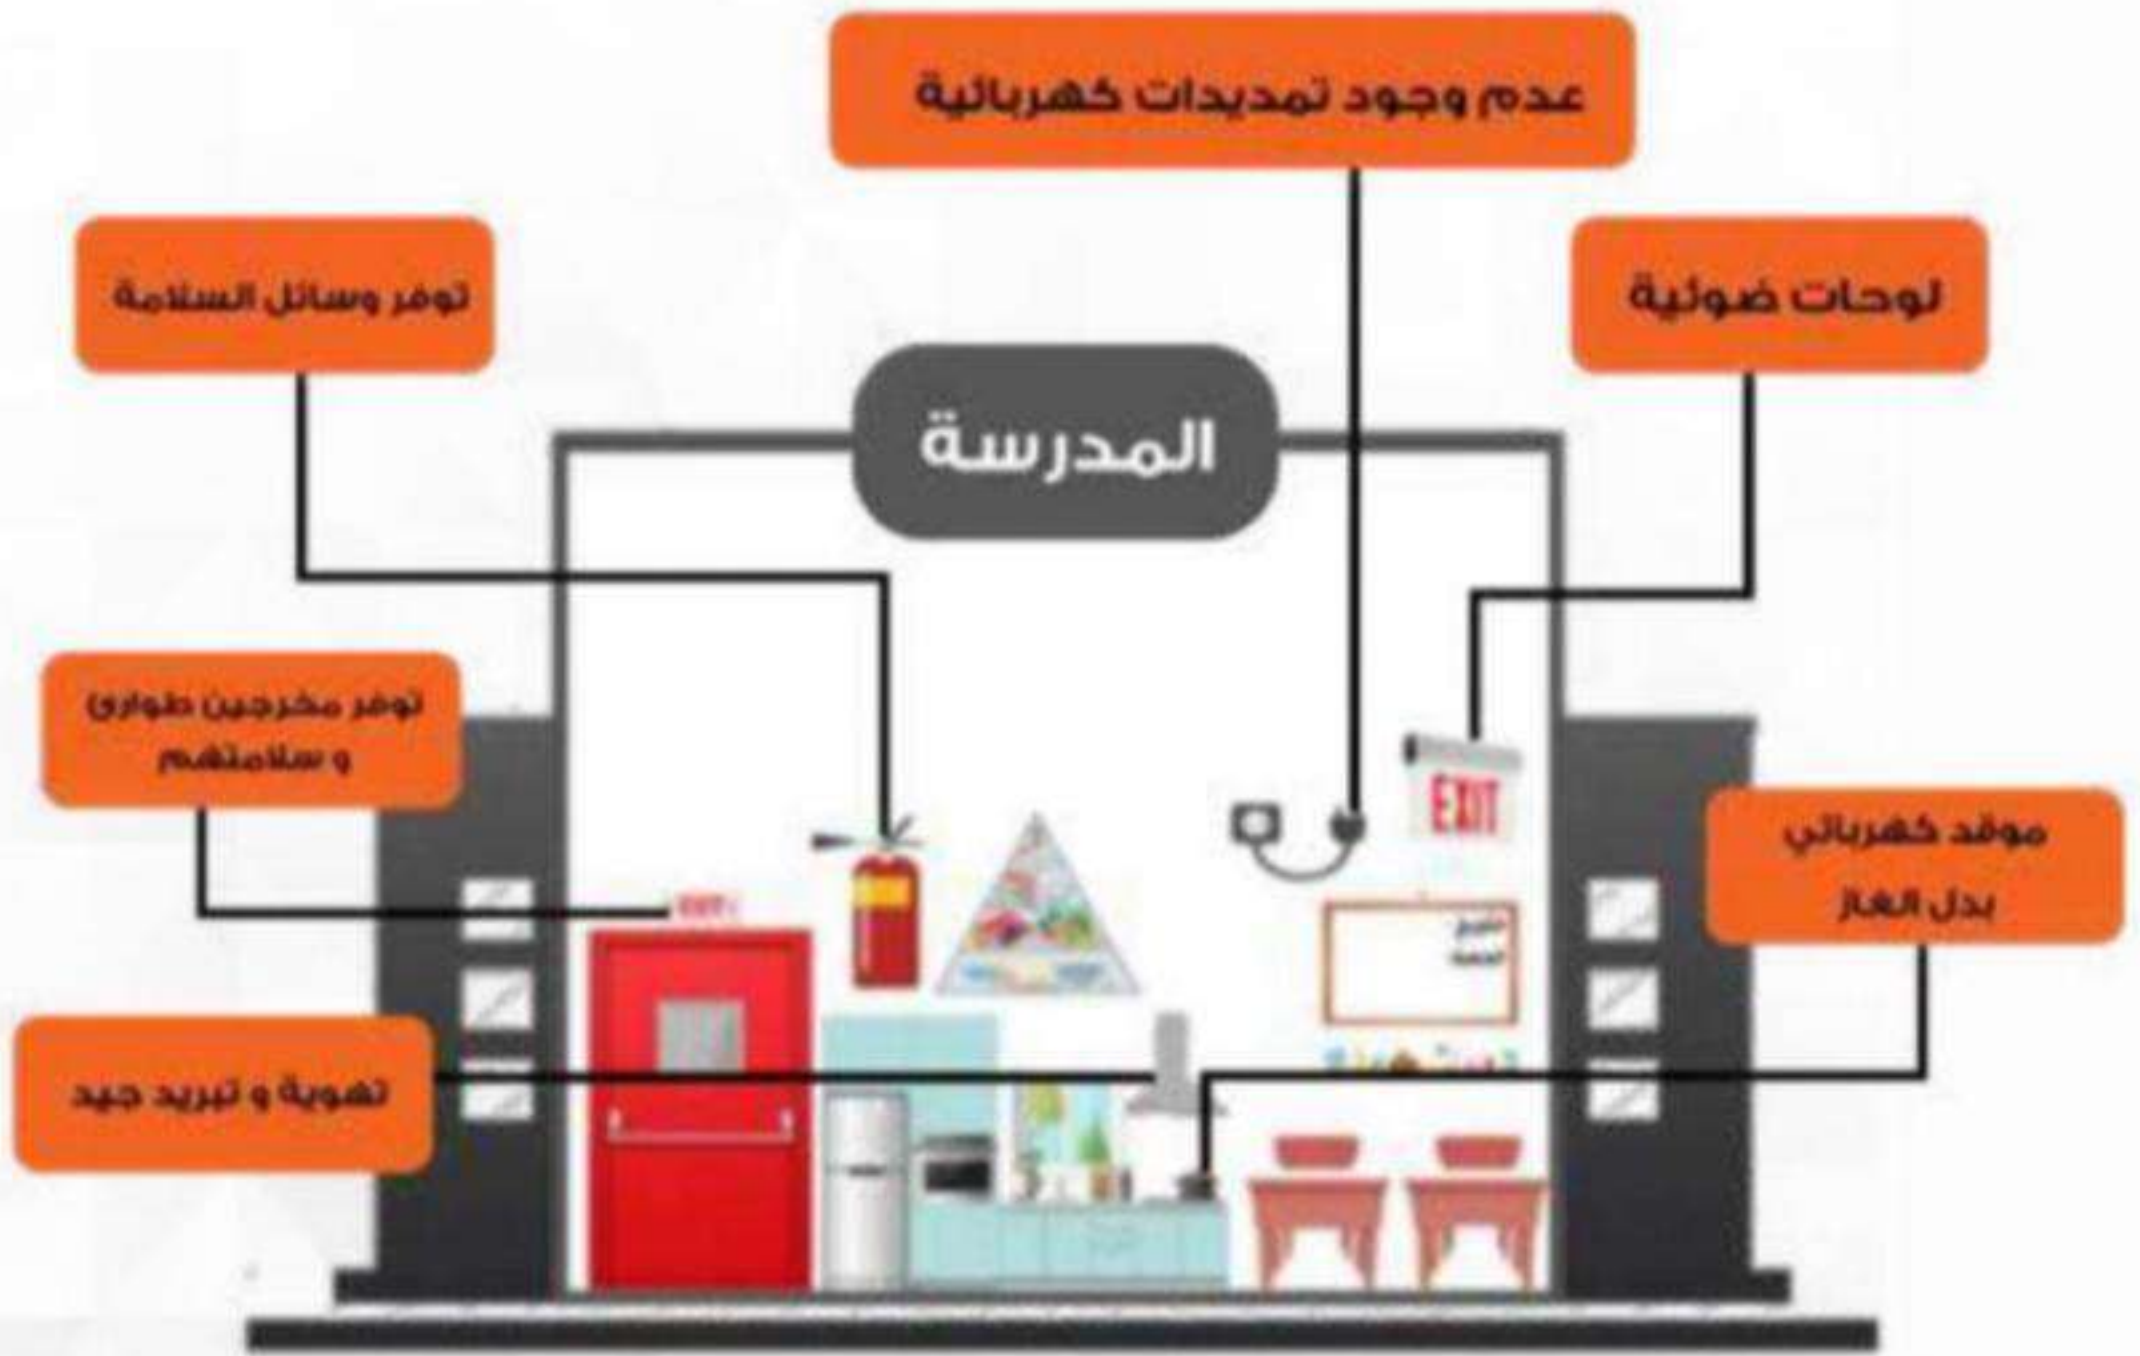 عدم وجود تمديدات كهربائية
لوحات ضوئية
توفر وسائل السلامة
المدرسة
توفر مخرجين طوارئ
و سلامتهم
EXIT
موقد كهربائي
بدل الغاز
EXIT
تهوية و تبريد جيد